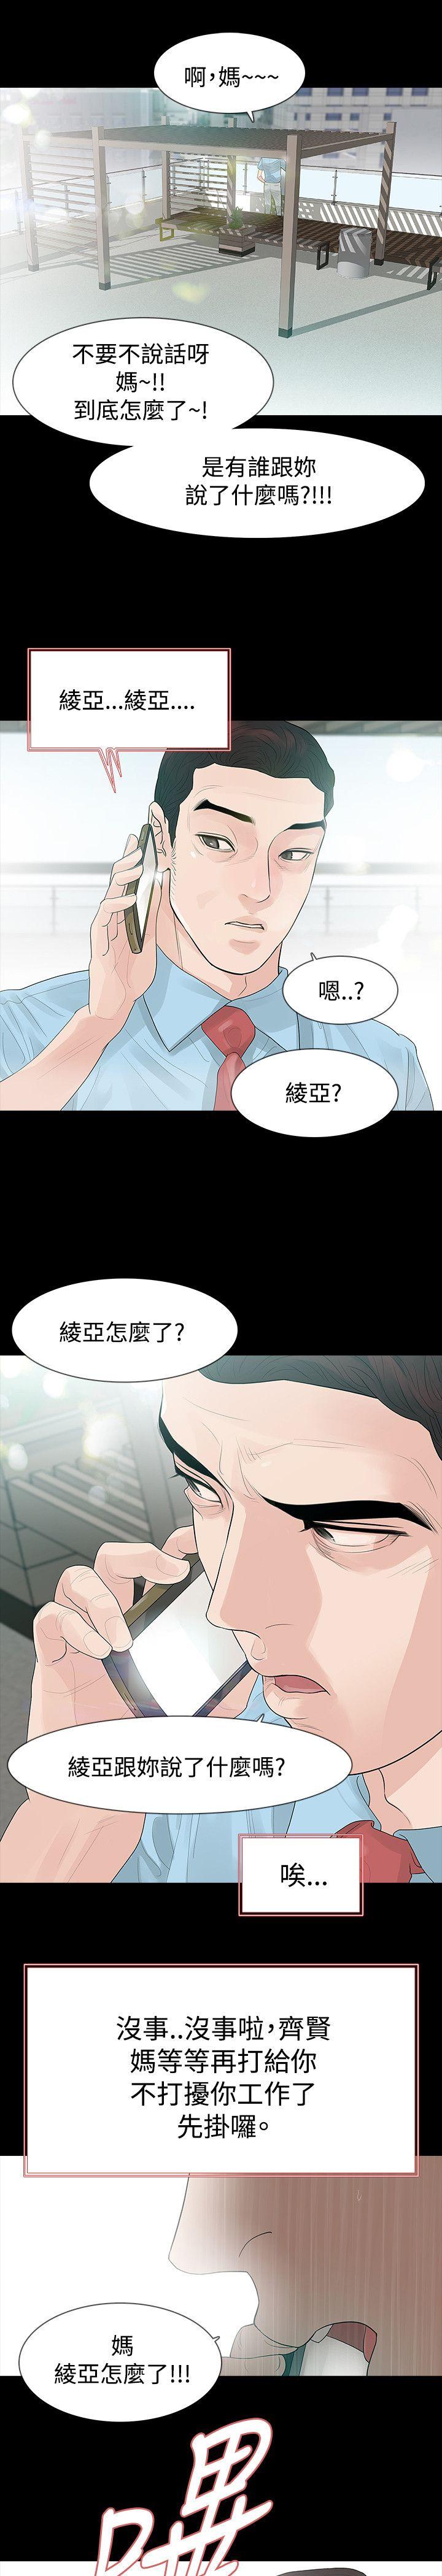 啊，媽~~~
不要不說話呀
媽~!!
到底怎麼了~!
是有誰跟妳
說了什麼嗎?!!!
綾亞...綾亞....
嗯..?
綾亞?
綾亞怎麼了?
綾亞跟妳說了什麼嗎?
唉...
沒事..沒事啦，齊賢
媽等等再打給你
不打擾你工作了
先掛囉。
媽
綾亞怎麼了!!!